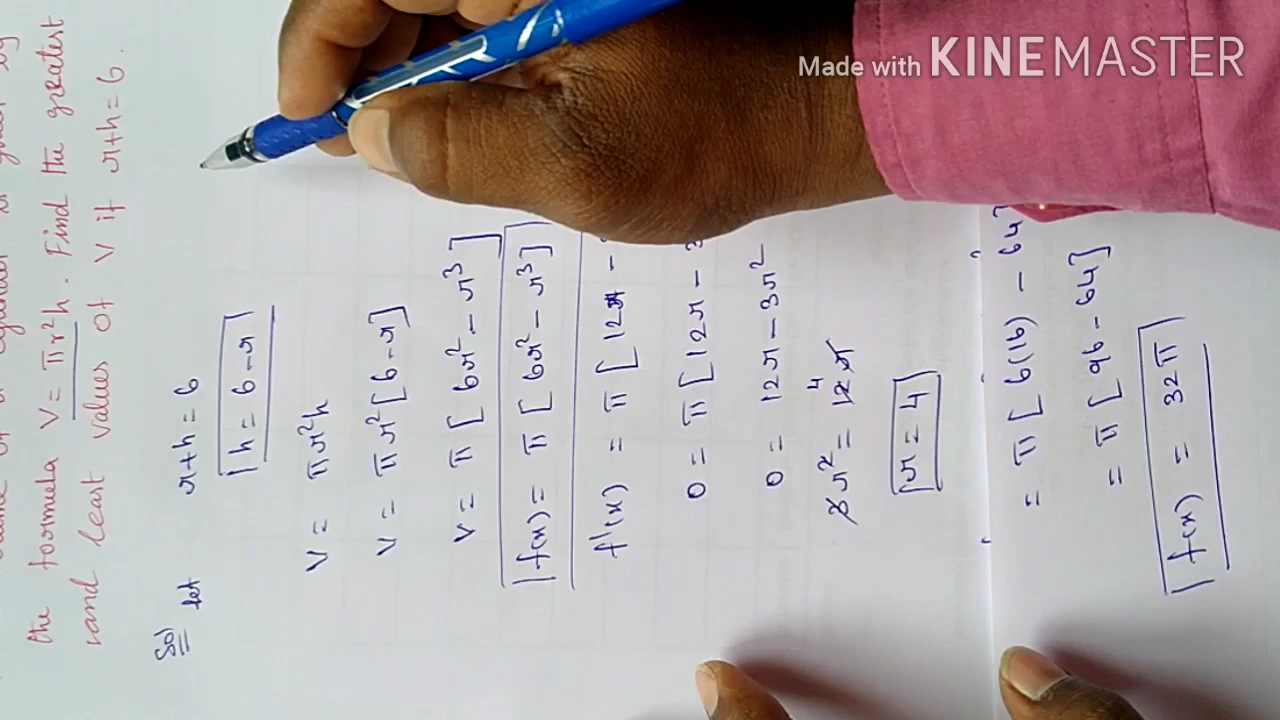 the formula V = πr²h. Find the greatest
and least values of V if r+h = 6.
Sol
let r+h = 6
h = 6-r
V = πr²h
V = πr²[6-r]
V = π[6r² - r³]
f(x) = π[6r² - r³]
f'(x) = π[12r -
0 = π[12r - 3
0 = 12r - 3r²
3r² = 12r
4
r = 4
= π[6(16) - 64]
= π[96 - 64]
f(x) = 32π
Made with KINEMASTER